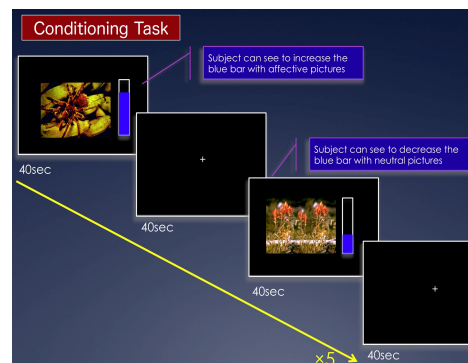 Conditioning Task
Subject can see to increase the
blue bar with affective pictures
40sec
40sec
Subject can see to decrease the
blue bar with neutral pictures
40sec
40sec
×5